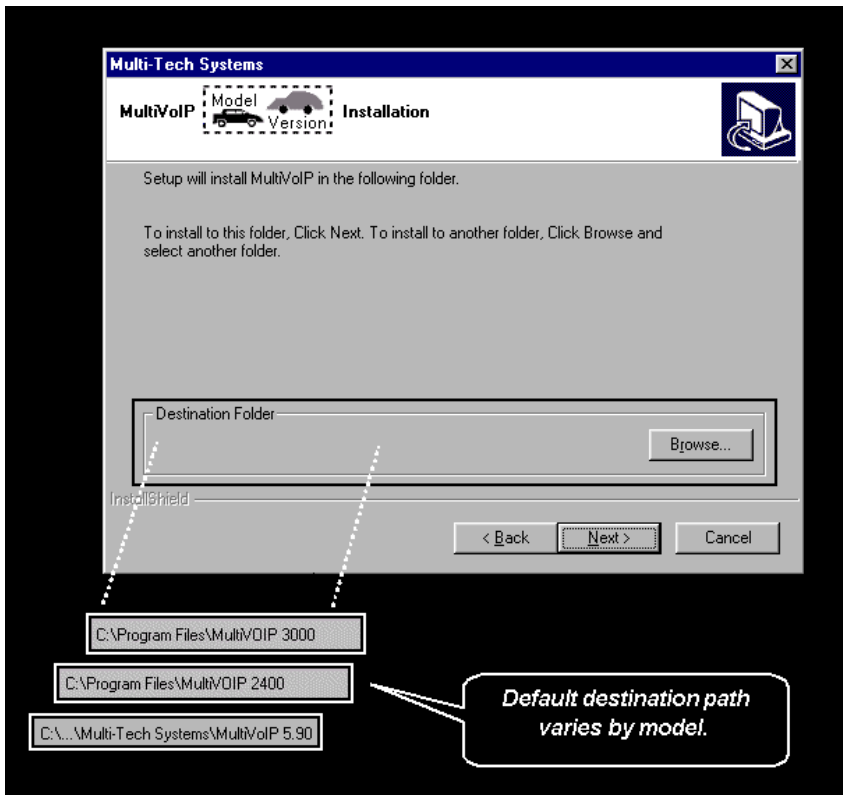 Multi-Tech Systems
MultiVoIP Model Version Installation
Setup will install MultiVoIP in the following folder.
To install to this folder, Click Next. To install to another folder, Click Browse and
select another folder.
Destination Folder
Browse...
InstallShield
< Back Next > Cancel
C:\Program Files\MultiVOIP 3000
C:\Program Files\MultiVOIP 2400
C:\...\Multi-Tech Systems\MultiVoIP 5.90
Default destination path
varies by model.